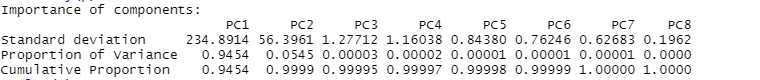 Importance of components:
PC1 PC2 PC3 PC4 PC5 PC6 PC7 PC8
Standard deviation 234.8914 56.3961 1.27712 1.16038 0.84380 0.76246 0.62683 0.1962
Proportion of Variance 0.9454 0.0545 0.00003 0.00002 0.00001 0.00001 0.00001 0.0000
Cumulative Proportion 0.9454 0.9999 0.99995 0.99997 0.99998 0.99999 1.00000 1.0000